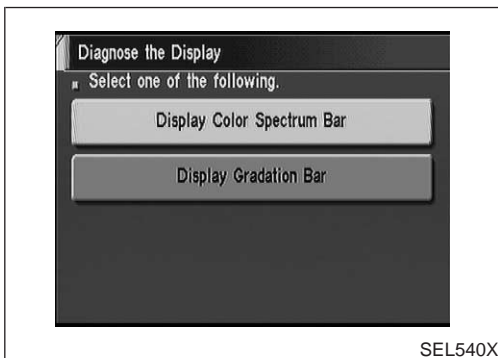 Diagnose the Display
Select one of the following.
Display Color Spectrum Bar
Display Gradation Bar
SEL540X